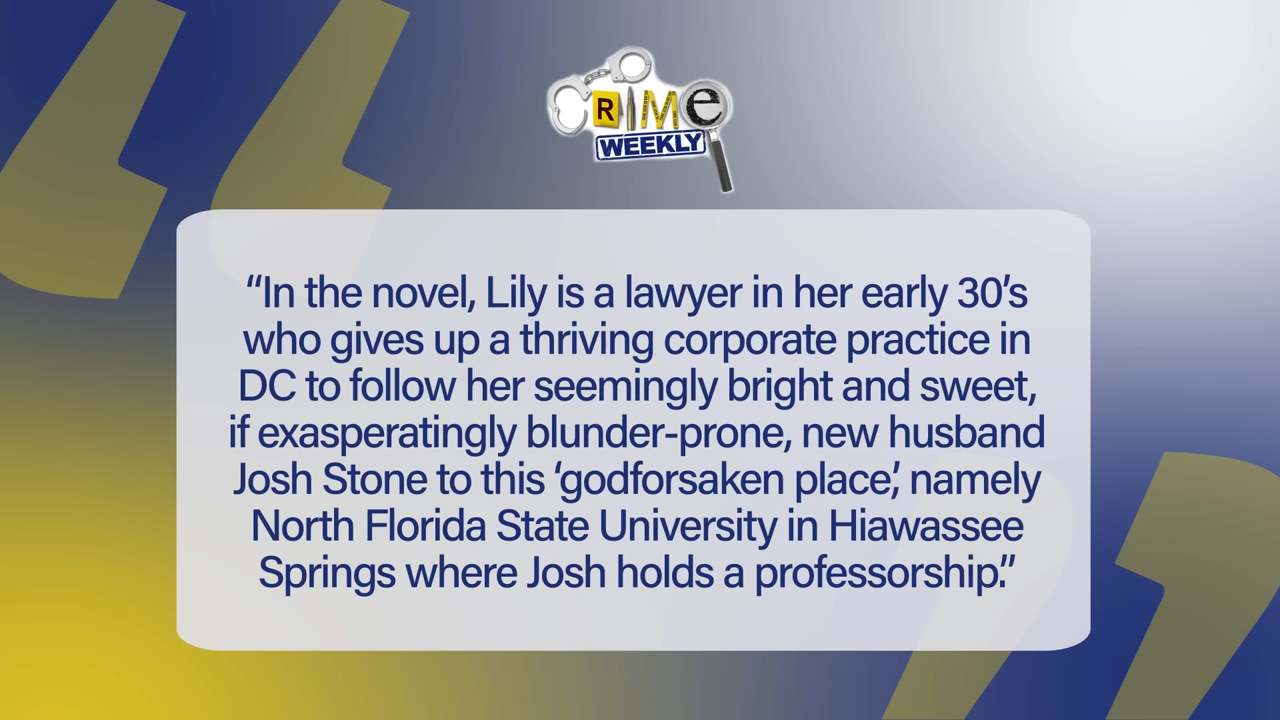 CRIME
WEEKLY
“In the novel, Lily is a lawyer in her early 30’s
who gives up a thriving corporate practice in
DC to follow her seemingly bright and sweet,
if exasperatingly blunder-prone, new husband
Josh Stone to this ‘godforsaken place’, namely
North Florida State University in Hiawassee
Springs where Josh holds a professorship.”